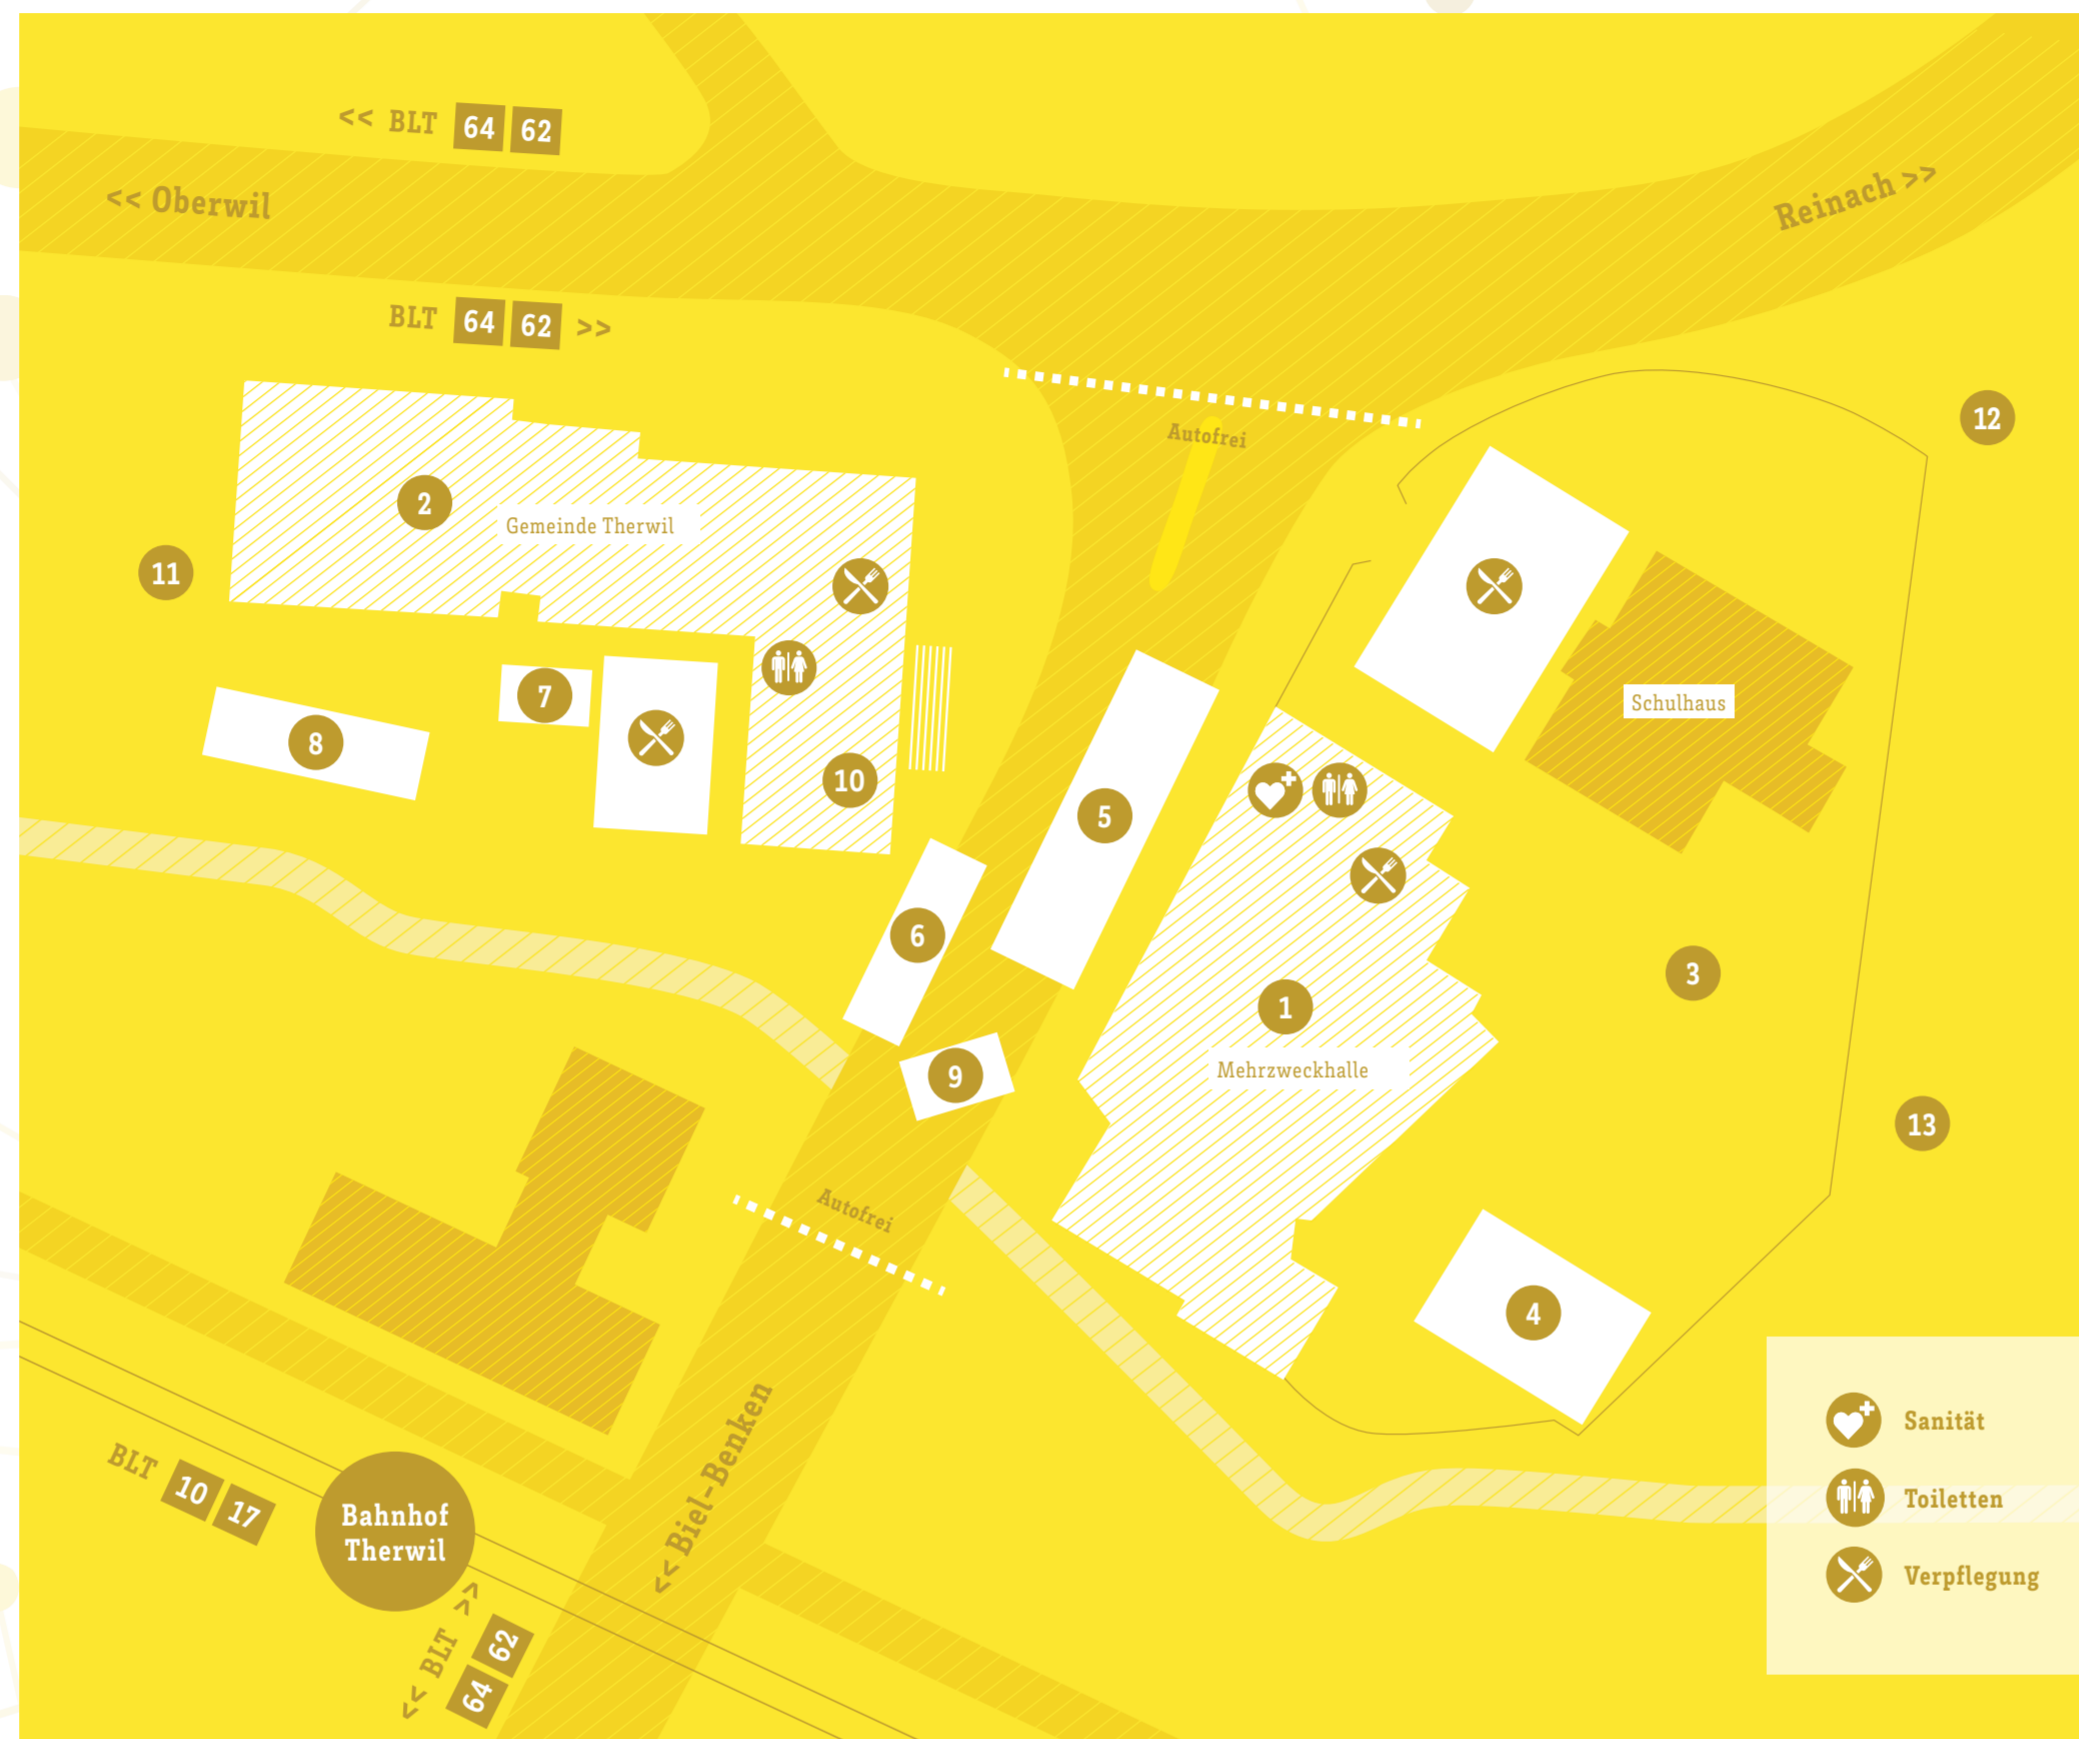 << BLT 64 62
<< Oberwil
Reinach >>
BLT 64 62 >>
Autofrei
12
2
Gemeinde Therwil
11
7
Schulhaus
8
10
5
6
3
1
Mehrzweckhalle
9
13
Autofrei
4
<< Biel-Benken
BLT 10 17
Bahnhof
Therwil
<< BLT >>
64 62
Sanität
Toiletten
Verpflegung